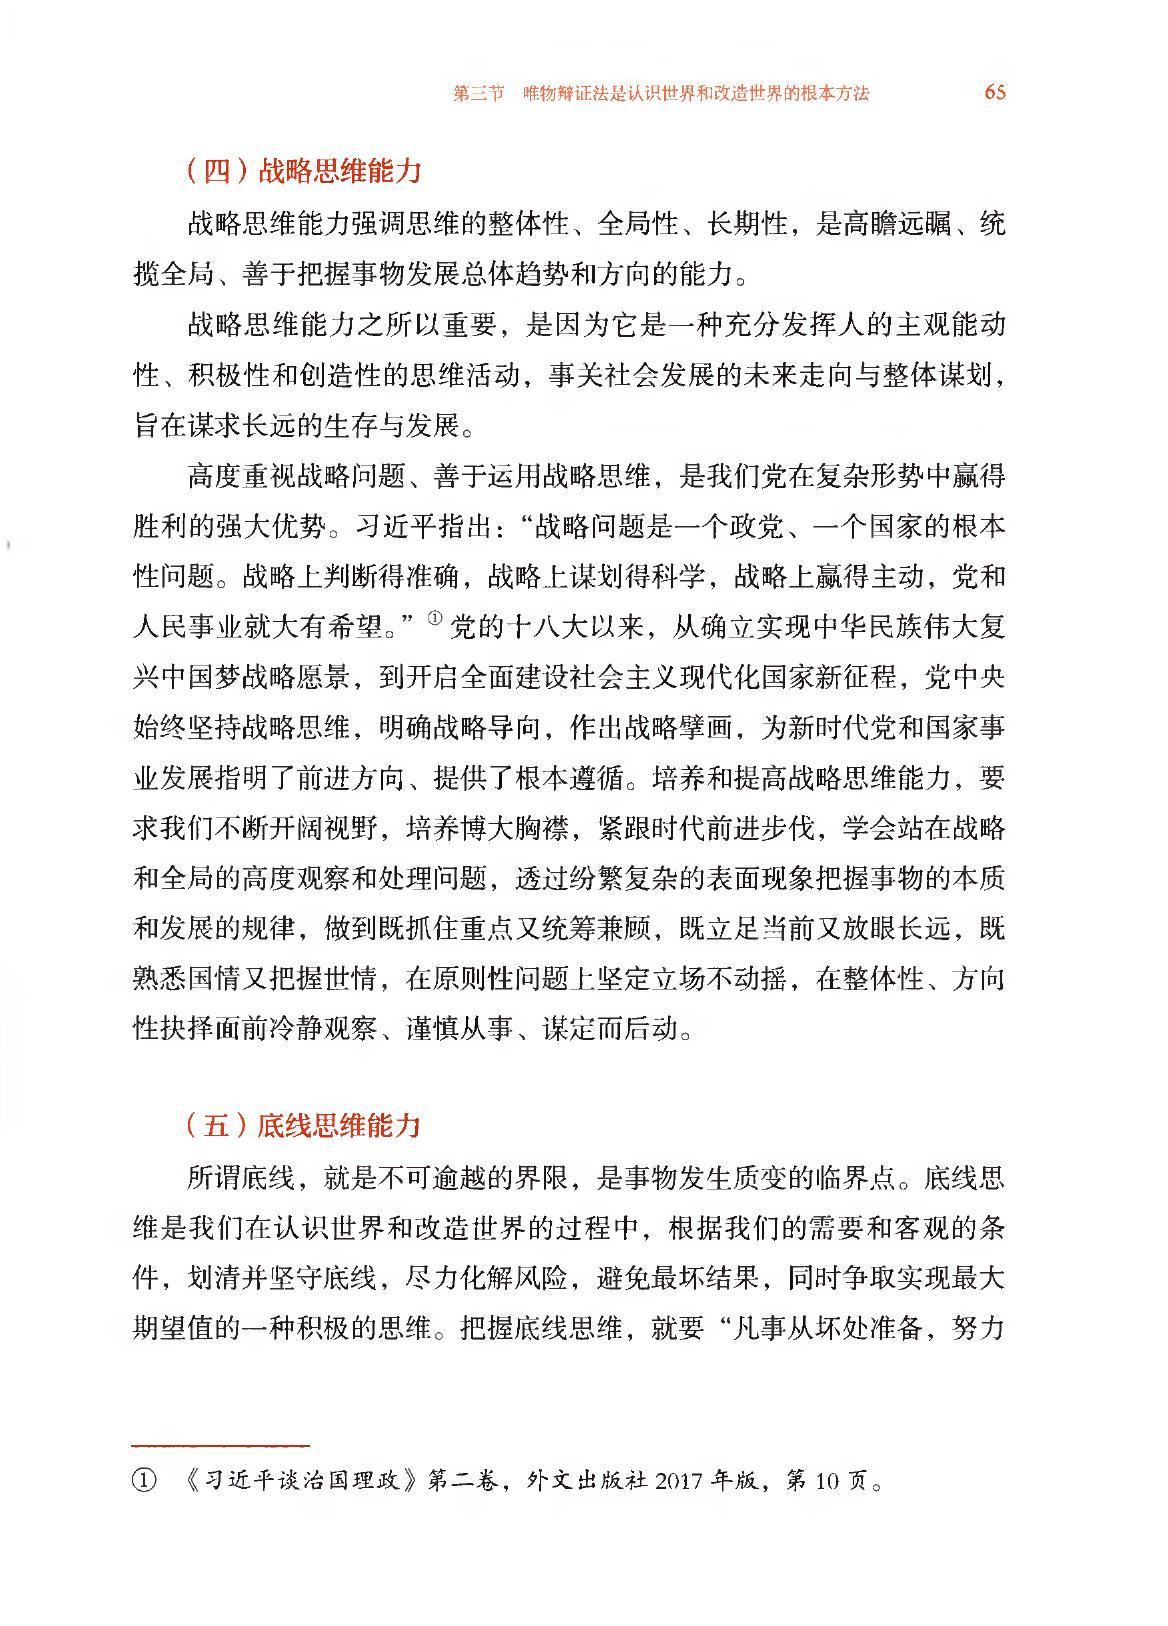 第三节 唯物辩证法是认识世界和改造世界的根本方法 65
（四）战略思维能力
战略思维能力强调思维的整体性、全局性、长期性，是高瞻远瞩、统
揽全局、善于把握事物发展总体趋势和方向的能力。
战略思维能力之所以重要，是因为它是一种充分发挥人的主观能动
性、积极性和创造性的思维活动，事关社会发展的未来走向与整体谋划，
旨在谋求长远的生存与发展。
高度重视战略问题、善于运用战略思维，是我们党在复杂形势中赢得
胜利的强大优势。习近平指出：“战略问题是一个政党、一个国家的根本
性问题。战略上判断得准确，战略上谋划得科学，战略上赢得主动，党和
人民事业就大有希望。”①党的十八大以来，从确立实现中华民族伟大复
兴中国梦战略愿景，到开启全面建设社会主义现代化国家新征程，党中央
始终坚持战略思维，明确战略导向，作出战略擘画，为新时代党和国家事
业发展指明了前进方向、提供了根本遵循。培养和提高战略思维能力，要
求我们不断开阔视野，培养博大胸襟，紧跟时代前进步伐，学会站在战略
和全局的高度观察和处理问题，透过纷繁复杂的表面现象把握事物的本质
和发展的规律，做到既抓住重点又统筹兼顾，既立足当前又放眼长远，既
熟悉国情又把握世情，在原则性问题上坚定立场不动摇，在整体性、方向
性抉择面前冷静观察、谨慎从事、谋定而后动。
（五）底线思维能力
所谓底线，就是不可逾越的界限，是事物发生质变的临界点。底线思
维是我们在认识世界和改造世界的过程中，根据我们的需要和客观的条
件，划清并坚守底线，尽力化解风险，避免最坏结果，同时争取实现最大
期望值的一种积极的思维。把握底线思维，就要“凡事从坏处准备，努力
① 《习近平谈治国理政》第二卷，外文出版社 2017 年版，第 10 页。